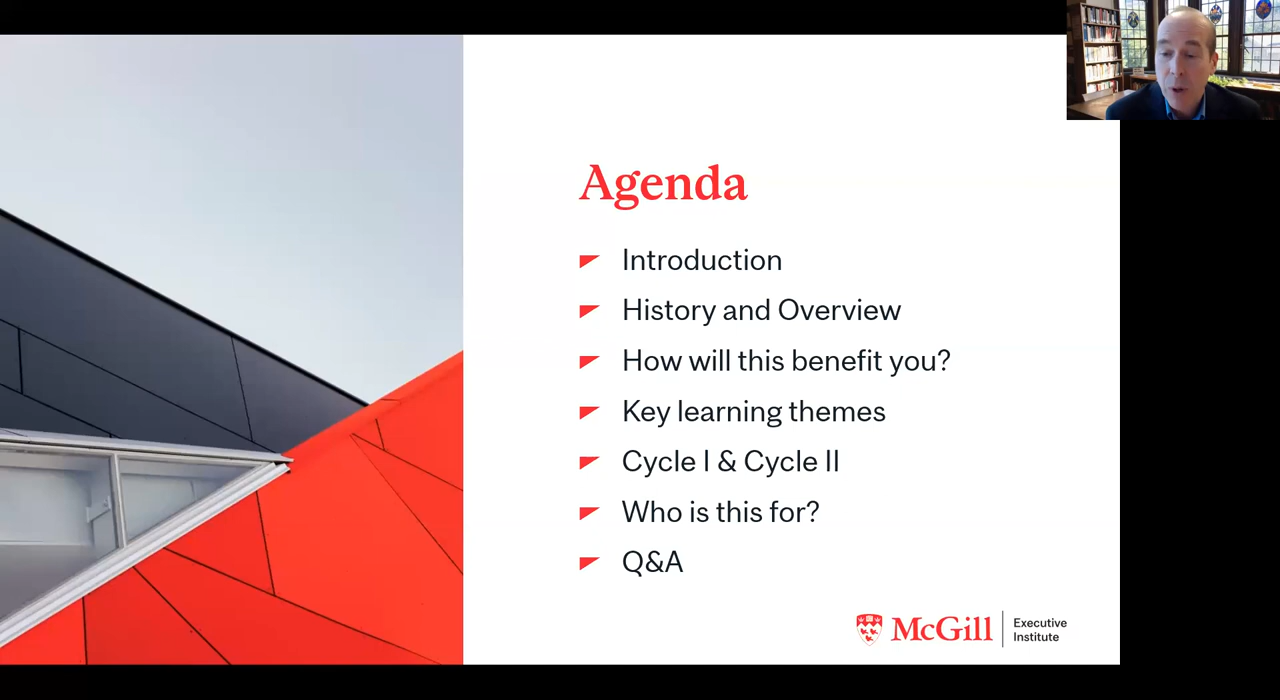 Agenda
Introduction
History and Overview
How will this benefit you?
Key learning themes
Cycle I & Cycle II
Who is this for?
Q&A
McGill
Executive
Institute